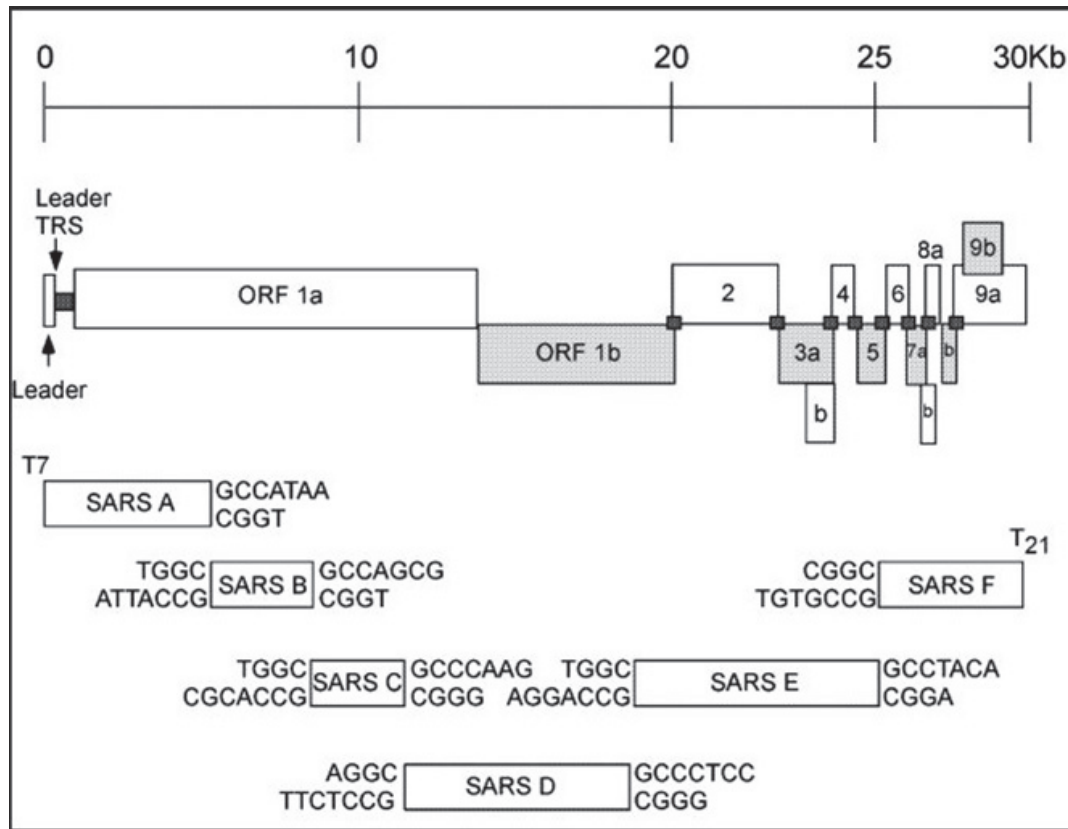 0 10 20 25 30Kb
Leader
TRS
8a 9b
ORF 1a 2 4 6 9a
ORF 1b 3a 5 7a b
Leader
b b
T7
SARS A GCCATAA
CGGT
T21
TGGC SARS B GCCAGCG CGGC SARS F
ATTACCG CGGT TGTGCCG
TGGC SARS C GCCCAAG TGGC SARS E GCCTACA
CGCACCG CGGG AGGACCG CGGA
AGGC SARS D GCCCTCC
TTCTCCG CGGG